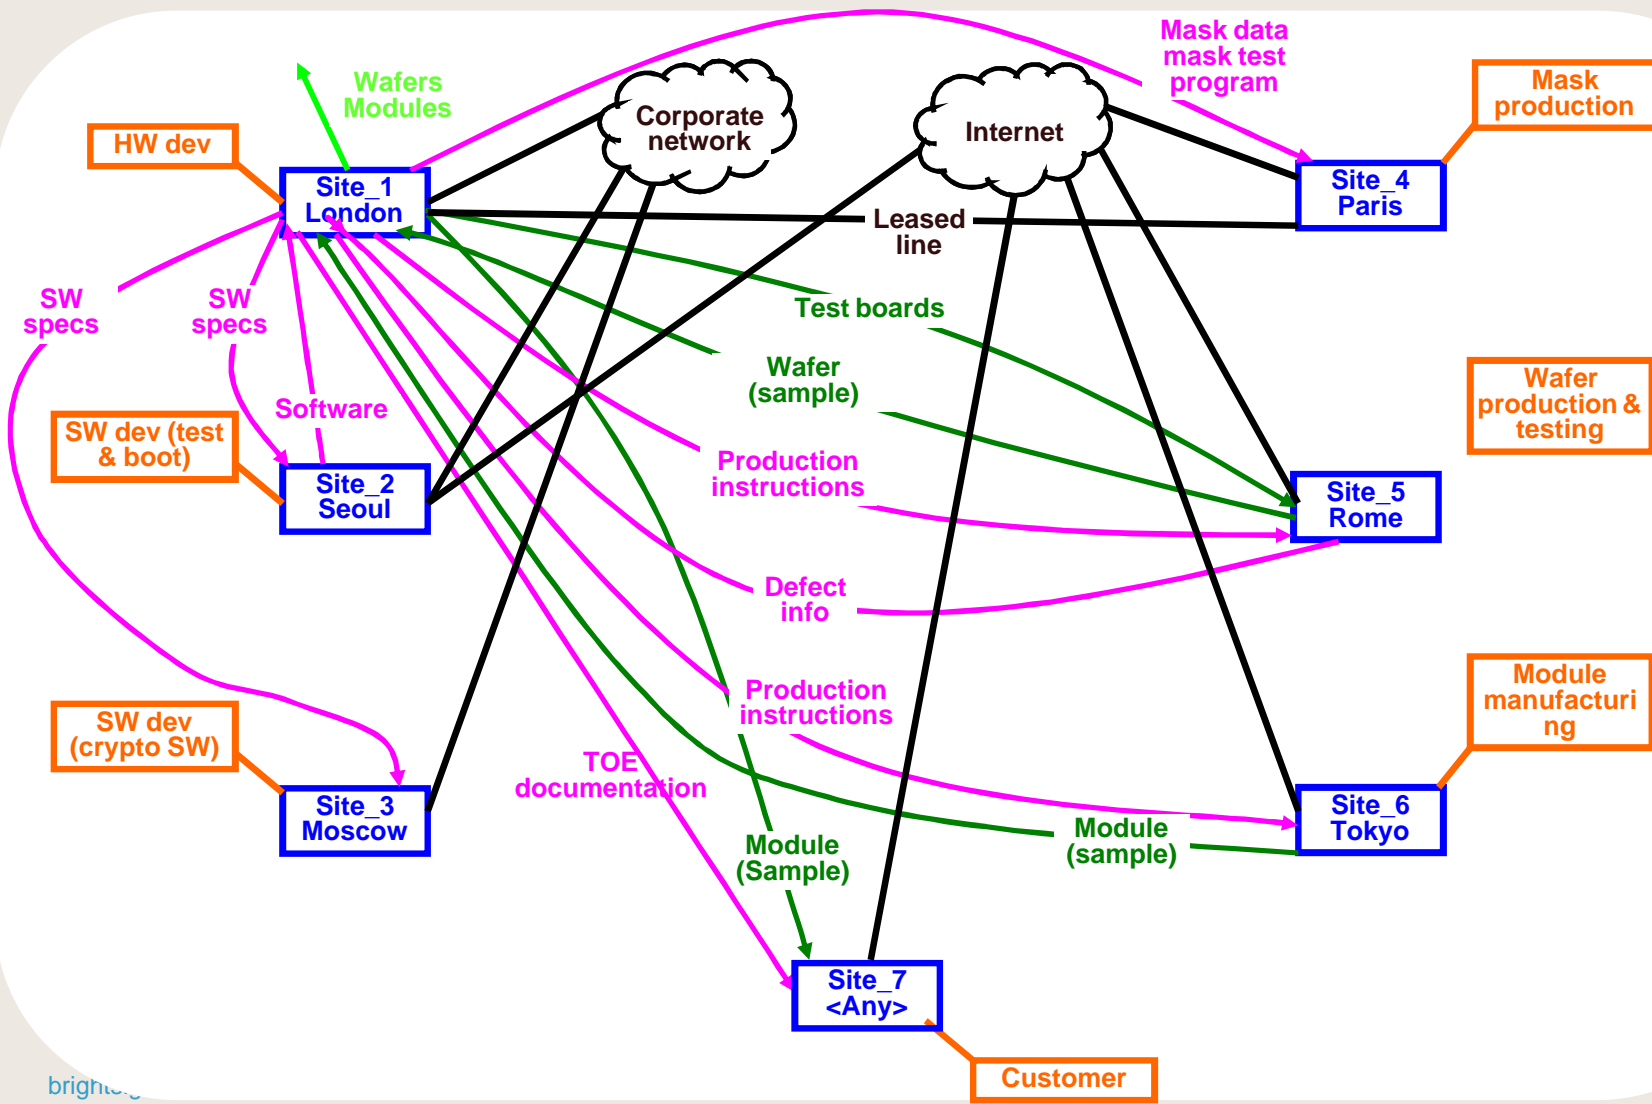 Mask data
mask test
program
Wafers
Modules
Mask
production
Corporate
network
Internet
HW dev
Site_1
London
Site_4
Paris
Leased
line
SW
specs
SW
specs
Test boards
Wafer
(sample)
Wafer
production &
testing
Software
SW dev (test
& boot)
Site_2
Seoul
Production
instructions
Site_5
Rome
Defect
info
Production
instructions
Module
manufacturi
ng
SW dev
(crypto SW)
TOE
documentation
Site_3
Moscow
Module
(Sample)
Module
(sample)
Site_6
Tokyo
Site_7
<Any>
Customer